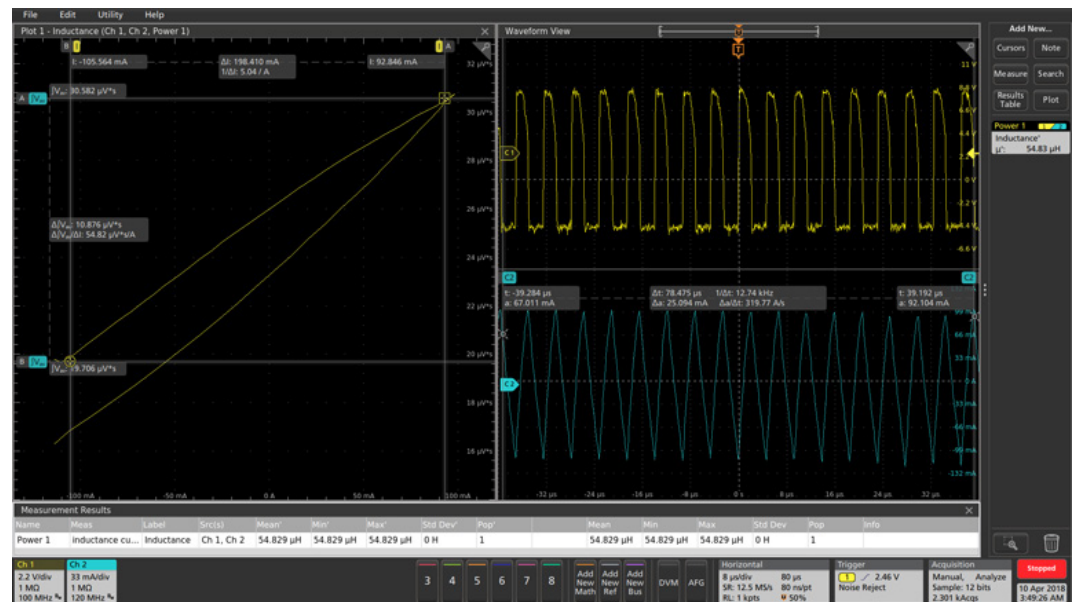 File Edit Utility Help
Plot 1 - Inductance (Ch 1, Ch 2, Power 1)
B I I A
I: -105.564 mA
ΔI: 198.410 mA
1/ΔI: 5.04 / A
I: 92.846 mA
32 µV*s
A
30.582 µV*s
30 µV*s
28 µV*s
26 µV*s
10.876 µV*s
54.82 µV*s/A
24 µV*s
22 µV*s
20 µV*s
B
19.706 µV*s
18 µV*s
16 µV*s
-100 mA -50 mA 0 A 50 mA 100 mA
Waveform View
T
11 V
8.8 V
6.6 V
4.4 V
C1
2.2 V
0 V
-2.2 V
-4.4 V
-6.6 V
C2 C2
t: -39.284 µs
a: 67.011 mA
Δt: 78.475 µs 1/Δt: 12.74 kHz
Δa: 25.094 mA Δa/Δt: 319.77 A/s
t: 39.192 µs
a: 92.104 mA
99 mA
66 mA
33 mA
C2
0 A
-33 mA
-66 mA
-99 mA
-132 mA
-32 µs -24 µs -16 µs -8 µs 0 s 8 µs 16 µs 24 µs 32 µs
Add New...
Cursors Note
Measure Search
Results Table Plot
Power 1 1 2
Inductance'
µ': 54.83 µH
Measurement Results
Name Meas Label Src(s) Mean' Min' Max' Std Dev' Pop' Mean Min Max Std Dev Pop Info
Power 1 Inductance cu... Inductance Ch 1, Ch 2 54.829 µH 54.829 µH 54.829 µH 0 H 1 54.829 µH 54.829 µH 54.829 µH 0 H 1
Ch 1
2.2 V/div
1 MΩ
100 MHz
Ch 2
33 mA/div
1 MΩ
120 MHz
3 4 5 6 7 8
Add New Math
Add New Ref
Add New Bus
DVM AFG
Horizontal
8 µs/div 80 µs
SR: 12.5 MS/s 80 ns/pt
RL: 1 kpts 50%
Trigger
1 2.46 V
Noise Reject
Acquisition
Manual, Analyze
Sample: 12 bits
2.301 kAcqs
Stopped
10 Apr 2018
3:49:26 AM